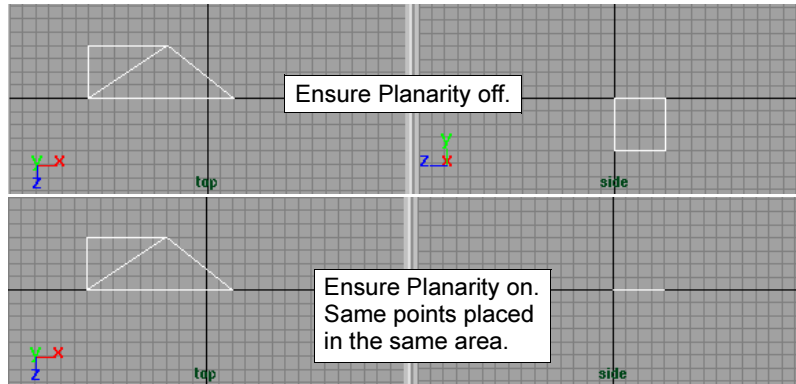 Ensure Planarity off.
Y X
Z
top
Y
Z X
side
Ensure Planarity on.
Same points placed
in the same area.
Y X
Z
top
side